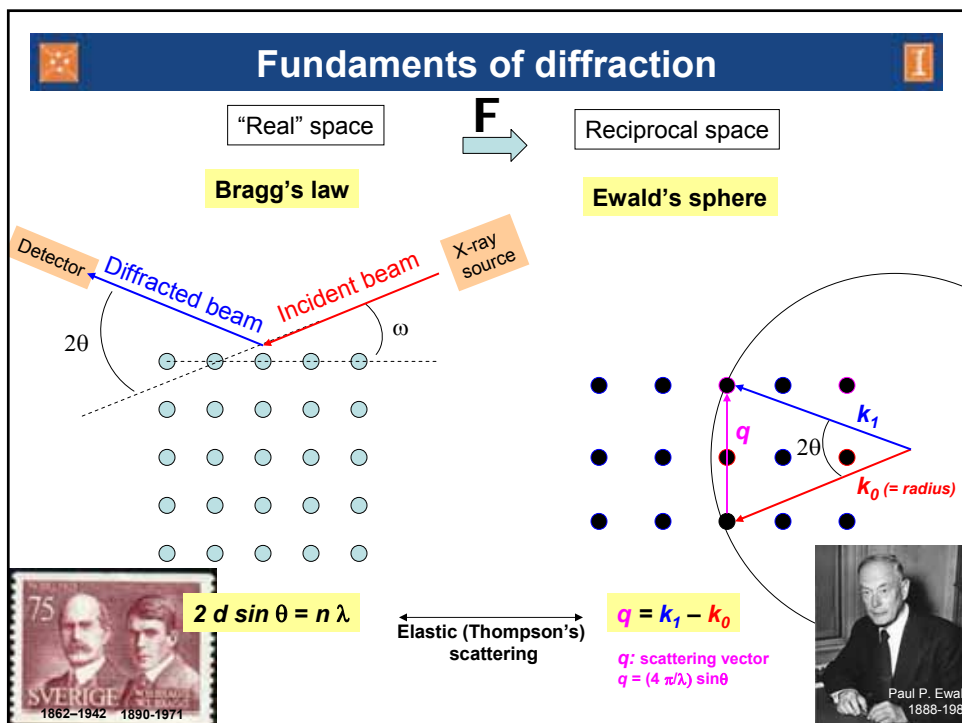 Fundaments of diffraction
I
"Real" space
F
Reciprocal space
Bragg's law
Ewald's sphere
Detector
Diffracted beam
Incident beam
X-ray
source
2θ
ω
k1
q
2θ
k0 (= radius)
75
SVERIGE
1862–1942 1890-1971
2 d sin θ = n λ
Elastic (Thompson's)
scattering
q = k1 – k0
q: scattering vector
q = (4 π/λ) sinθ
Paul P. Ewal
1888-198